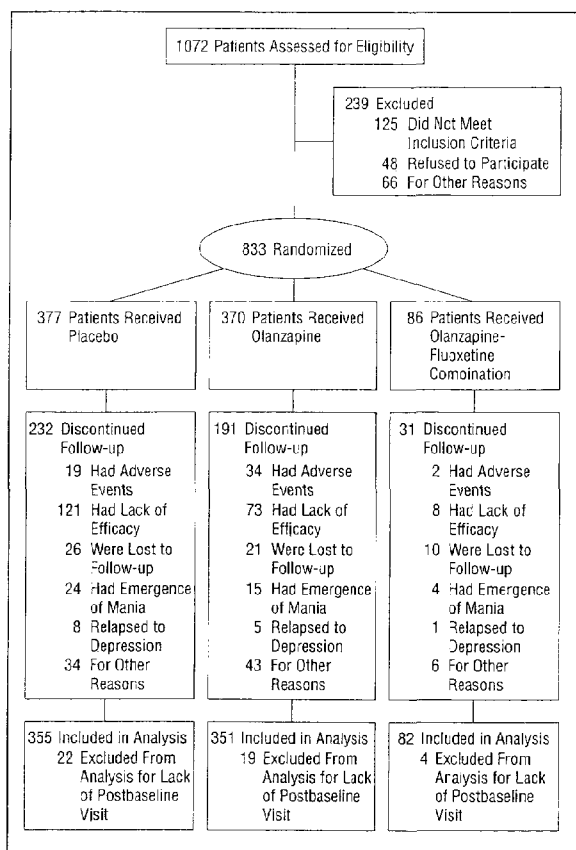 1072 Patients Assessed for Eligibility
239 Excluded
125 Did Not Meet
Inclusion Criteria
48 Refused to Participate
66 For Other Reasons
833 Randomized
377 Patients Received
Placebo
370 Patients Received
Olanzapine
86 Patients Received
Olanzapine-
Fluoxetine
Combination
232 Discontinued
Follow-up
19 Had Adverse
Events
121 Had Lack of
Efficacy
26 Were Lost to
Follow-up
24 Had Emergence
of Mania
8 Relapsed to
Depression
34 For Other
Reasons
191 Discontinued
Follow-up
34 Had Adverse
Events
73 Had Lack of
Efficacy
21 Were Lost to
Follow-up
15 Had Emergence
of Mania
5 Relapsed to
Depression
43 For Other
Reasons
31 Discontinued
Follow-up
2 Had Adverse
Events
8 Had Lack of
Efficacy
10 Were Lost to
Follow-up
4 Had Emergence
of Mania
1 Relapsed to
Depression
6 For Other
Reasons
355 Included in Analysis
22 Excluded From
Analysis for Lack
of Postbaseline
Visit
351 Included in Analysis
19 Excluded From
Analysis for Lack
of Postbaseline
Visit
82 Included in Analysis
4 Excluded From
Analysis for Lack
of Postbaseline
Visit